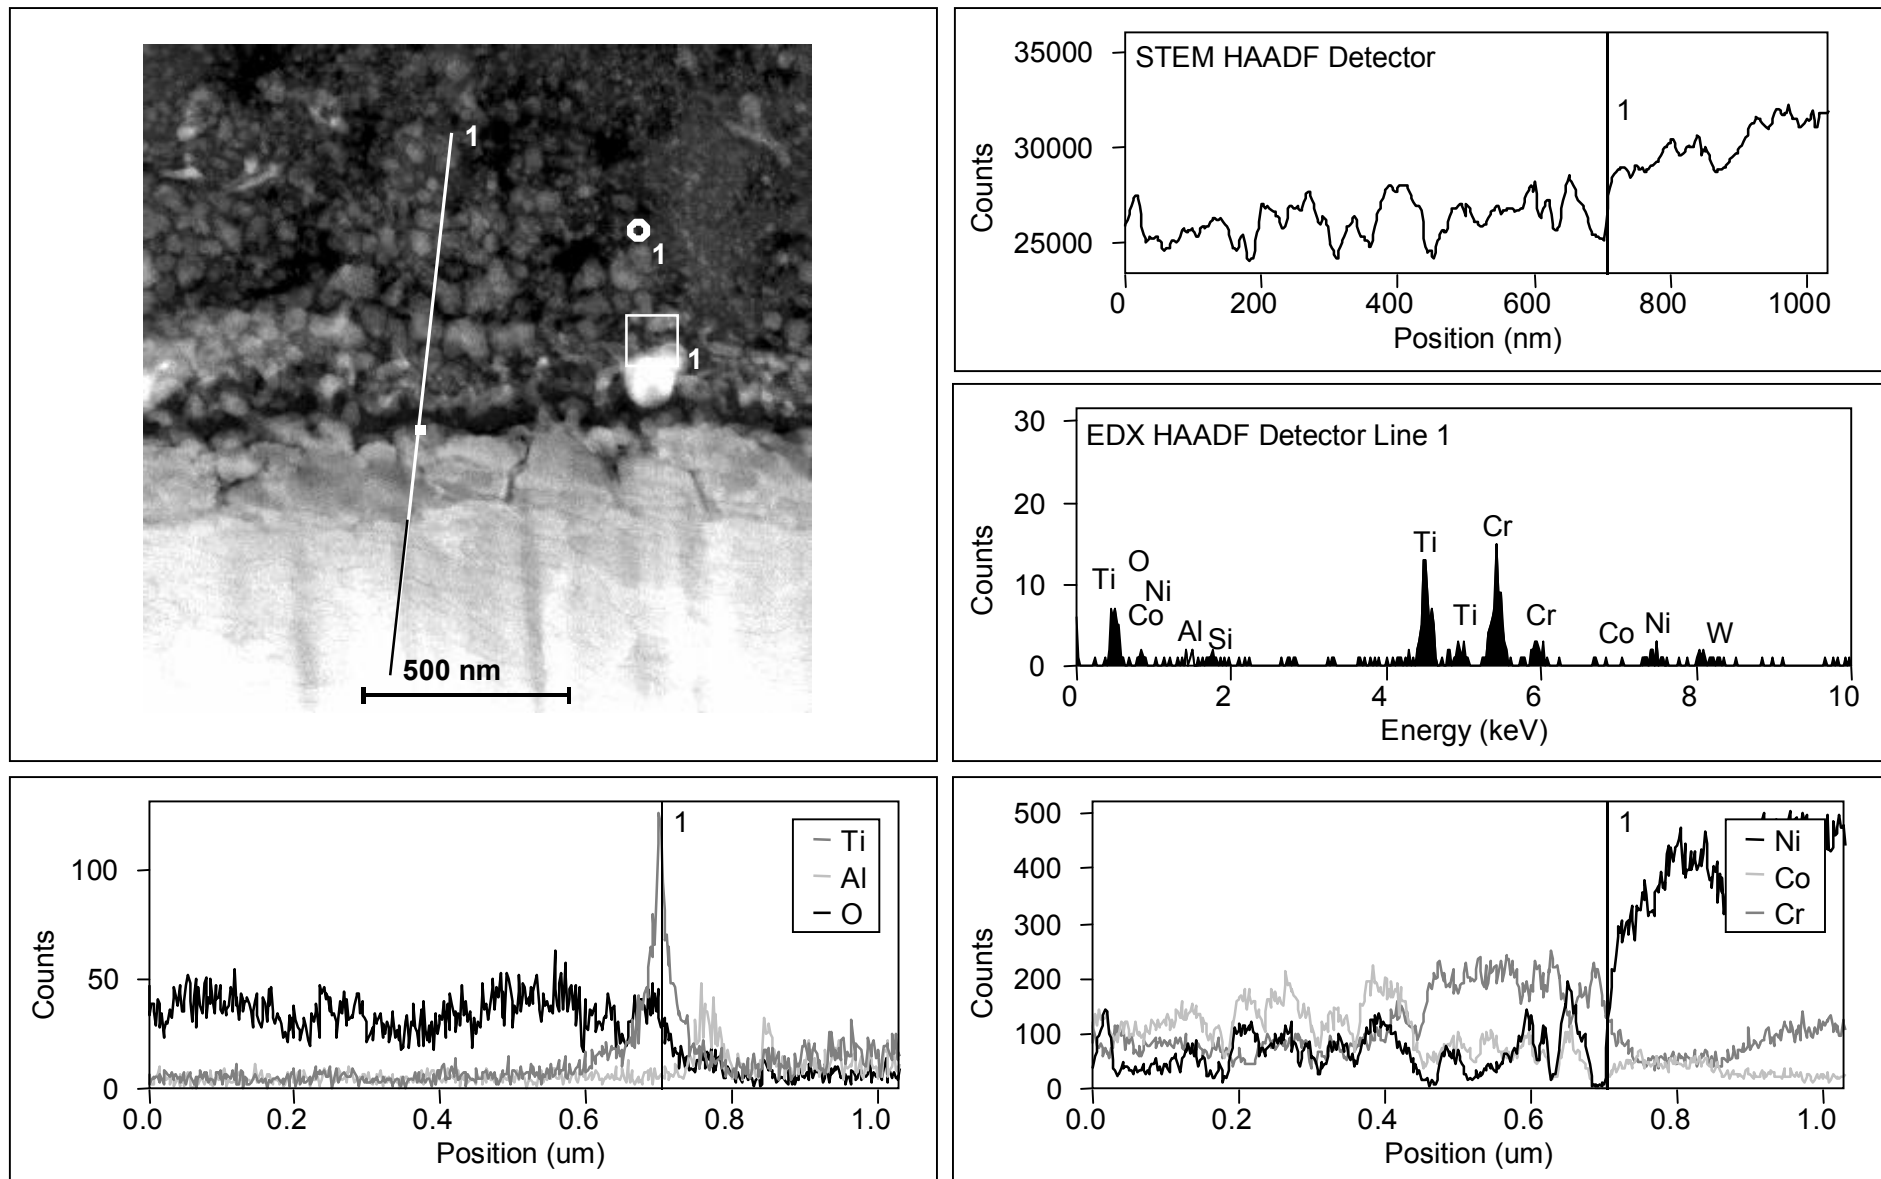 1
1
1
500 nm
STEM HAADF Detector
35000
30000
25000
Counts
1
0 200 400 600 800 1000
Position (nm)
EDX HAADF Detector Line 1
30
20
10
0
Counts
Ti O Ni Co Al Si Ti Ti Cr Cr Co Ni W
0 2 4 6 8 10
Energy (keV)
100
50
0
Counts
1
Ti
Al
O
0.0 0.2 0.4 0.6 0.8 1.0
Position (um)
500
400
300
200
100
0
Counts
1
Ni
Co
Cr
0.0 0.2 0.4 0.6 0.8 1.0
Position (um)